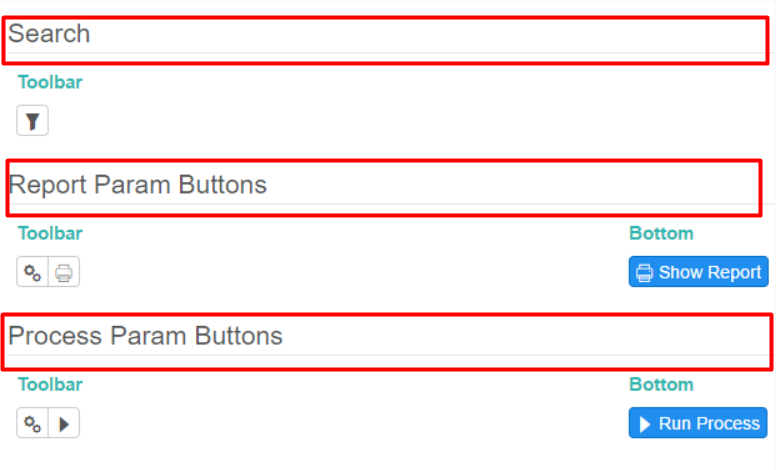 Search
Toolbar
Report Param Buttons
Toolbar Bottom
Show Report
Process Param Buttons
Toolbar Bottom
Run Process